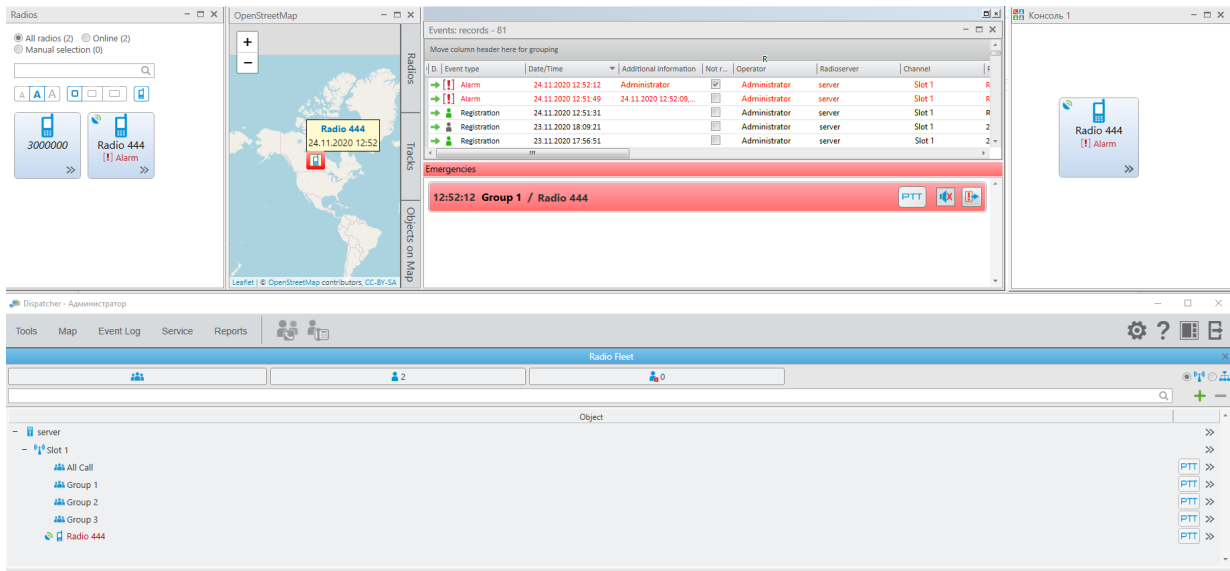 Radios
All radios (2) Online (2)
Manual selection (0)
A A A
3000000
Radio 444
[!] Alarm
OpenStreetMap
+
−
Radio 444
24.11.2020 12:52
Leaflet | © OpenStreetMap contributors, CC-BY-SA
Radios
Tracks
Objects on Map
Events: records - 81
Move column header here for grouping
R
D. Event type Date/Time Additional information Not r... Operator Radioserver Channel
[!] Alarm 24.11.2020 12:52:12 Administrator Administrator server Slot 1 R
[!] Alarm 24.11.2020 12:51:49 24.11.2020 12:52:09,... Administrator server Slot 1 R
Registration 24.11.2020 12:51:31 Administrator server Slot 1 R
Registration 23.11.2020 18:09:21 Administrator server Slot 1 2
Registration 23.11.2020 17:56:51 Administrator server Slot 1 2
Emergencies
12:52:12 Group 1 / Radio 444 PTT
Консоль 1
Radio 444
[!] Alarm
Dispatcher - Администратор
Tools Map Event Log Service Reports
Radio Fleet
2 0
Object
server
Slot 1
All Call PTT
Group 1 PTT
Group 2 PTT
Group 3 PTT
Radio 444 PTT